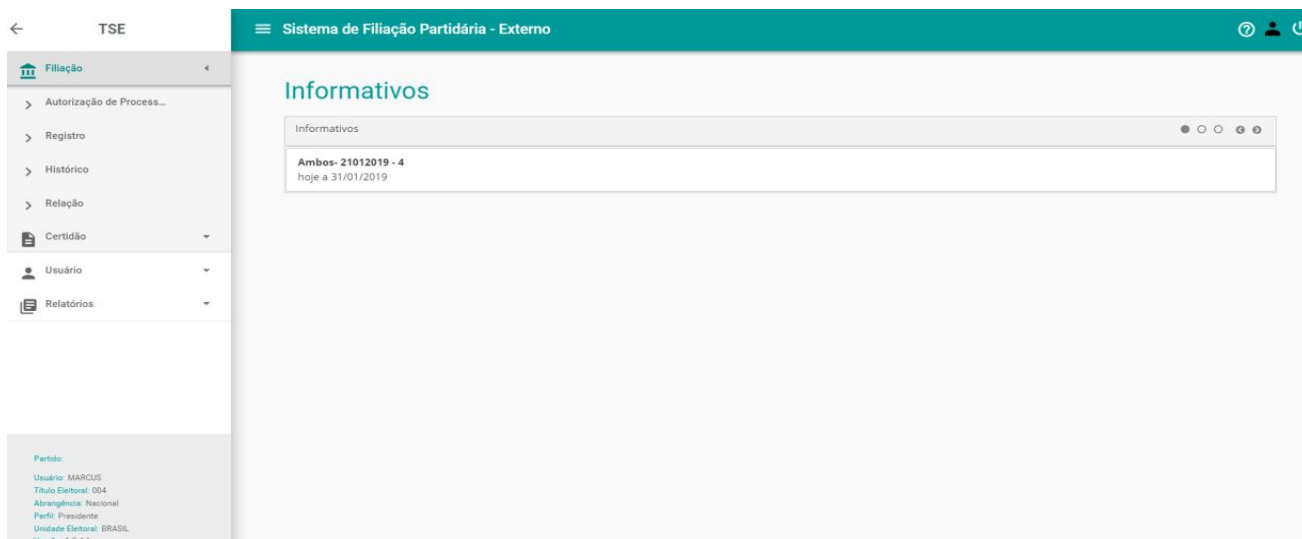 TSE
Sistema de Filiação Partidária - Externo
Filiação
Autorização de Process...
Registro
Histórico
Relação
Certidão
Usuário
Relatórios
Partido:
Usuário: MARCUS
Título Eleitoral: 004
Abrangência: Nacional
Perfil: Presidente
Unidade Eleitoral: BRASIL
Informativos
Informativos
Ambos- 21012019 - 4
hoje a 31/01/2019